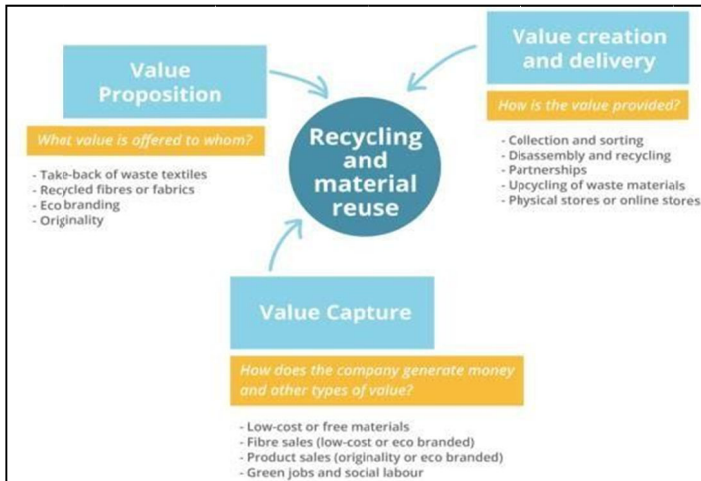 Value
Proposition
What value is offered to whom?
- Take-back of waste textiles
- Recycled fibres or fabrics
- Eco branding
- Originality
Recycling
and
material
reuse
Value creation
and delivery
How is the value provided?
- Collection and sorting
- Disassembly and recycling
- Partnerships
- Upcycling of waste materials
- Physical stores or online stores
Value Capture
How does the company generate money
and other types of value?
- Low-cost or free materials
- Fibre sales (low-cost or eco branded)
- Product sales (originality or eco branded)
- Green jobs and social labour